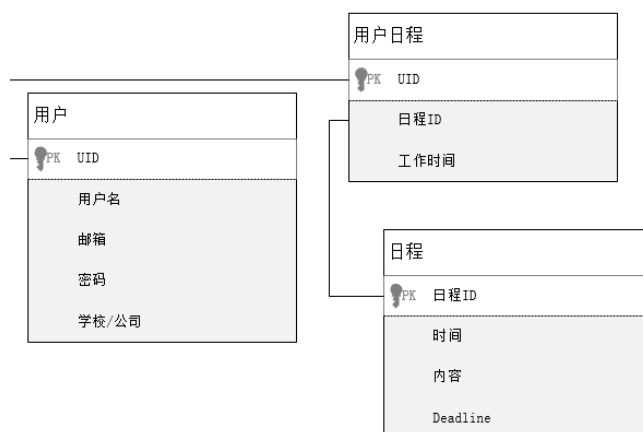 用户日程
PK UID
日程ID
工作时间
用户
PK UID
用户名
邮箱
密码
学校/公司
日程
PK 日程ID
时间
内容
Deadline